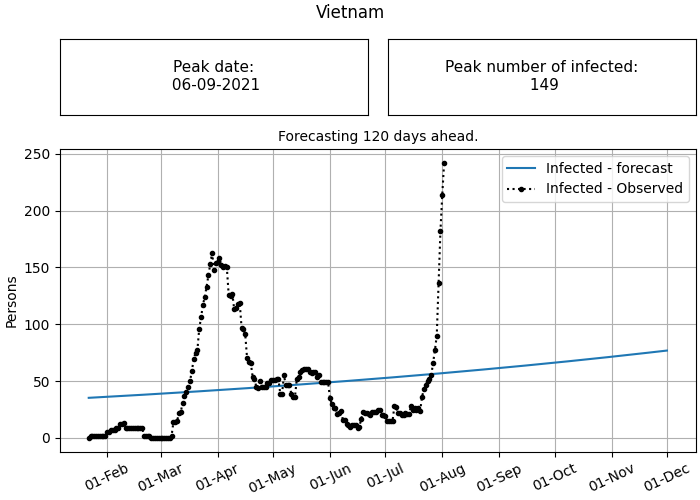 Vietnam
Peak date:
06-09-2021
Peak number of infected:
149
Forecasting 120 days ahead.
Infected - forecast
Infected - Observed
Persons
250
200
150
100
50
0
01-Feb
01-Mar
01-Apr
01-May
01-Jun
01-Jul
01-Aug
01-Sep
01-Oct
01-Nov
01-Dec